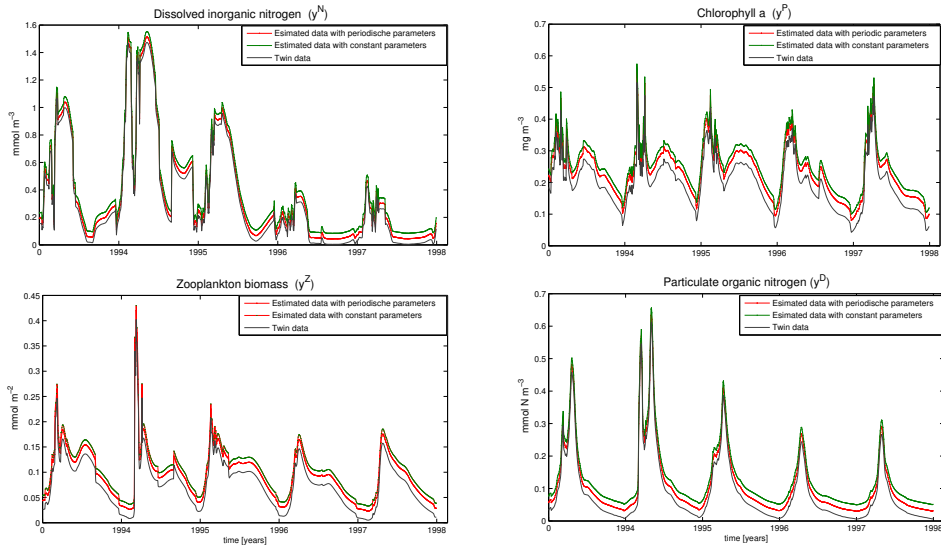 Dissolved inorganic nitrogen (y^N)
Esimated data with periodische parameters
Estimated data with constant parameters
Twin data
mmol m⁻³
1.6
1.4
1.2
1
0.8
0.6
0.4
0.2
0
0 1994 1995 1996 1997 1998
Chlorophyll a (y^P)
Estimated data with periodic parameters
Estimated data with constant parameters
Twin data
mg m⁻³
0.7
0.6
0.5
0.4
0.3
0.2
0.1
0
0 1994 1995 1996 1997 1998
Zooplankton biomass (y^Z)
Estimated data with periodische parameters
Esimated data with constant parameters
Twin data
mmol m⁻²
0.45
0.4
0.35
0.3
0.25
0.2
0.15
0.1
0.05
0
0 1994 1995 1996 1997 1998
time [years]
Particulate organic nitrogen (y^D)
Esimated data with periodische parameters
Estimated data with constant parameters
Twin data
mmol N m⁻³
0.7
0.6
0.5
0.4
0.3
0.2
0.1
0
0 1994 1995 1996 1997 1998
time [years]